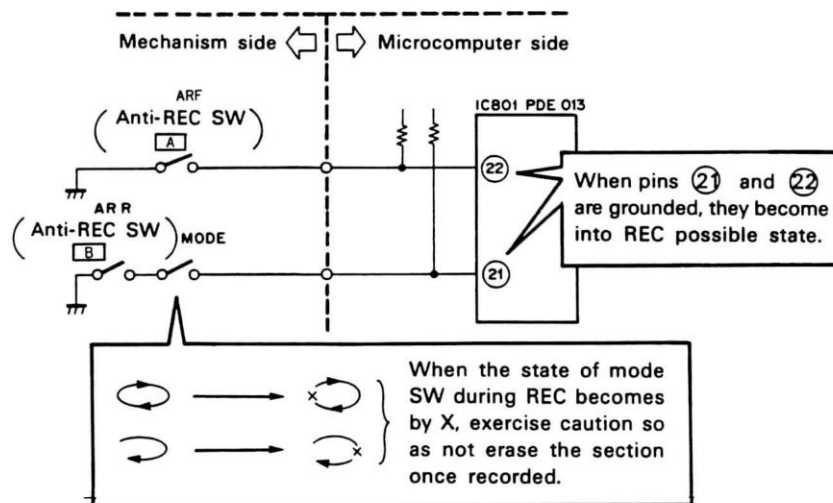 Mechanism side
Microcomputer side
ARF
(Anti-REC SW)
A
IC801 PDE 013
22
When pins 21 and 22
are grounded, they become
into REC possible state.
ARR
(Anti-REC SW)
B
MODE
21
When the state of mode
SW during REC becomes
by X, exercise caution so
as not erase the section
once recorded.
x
x